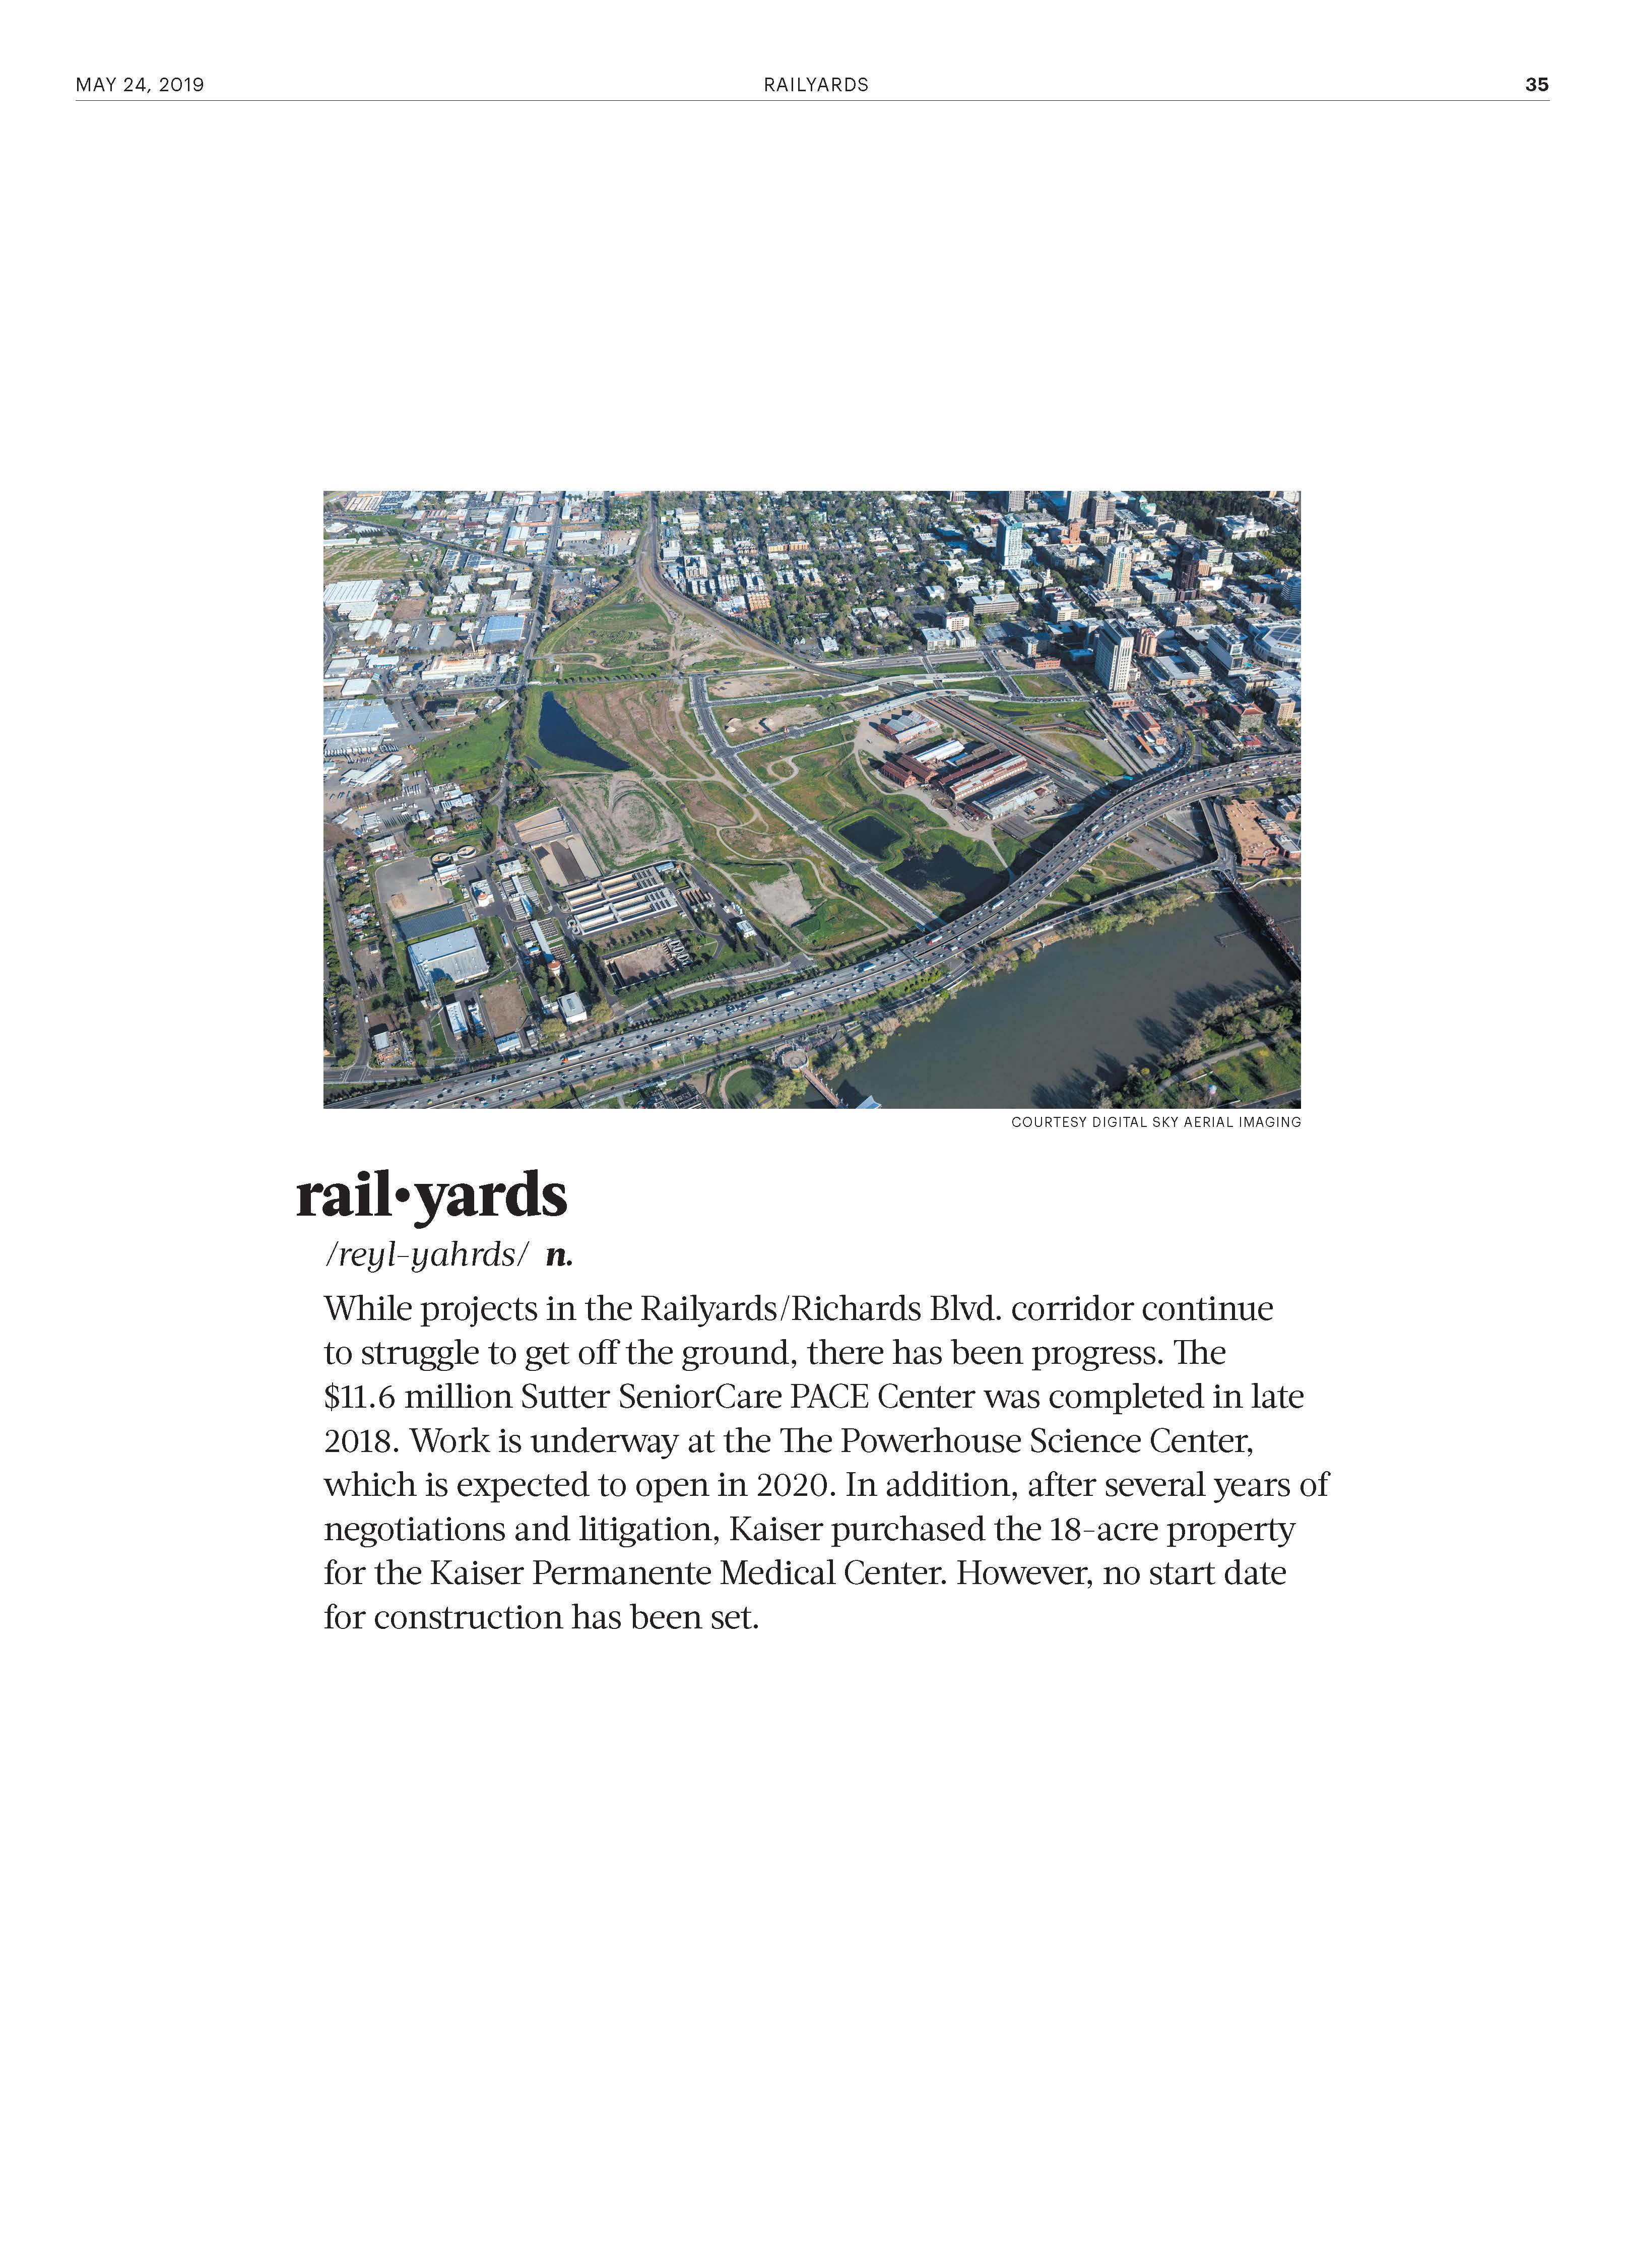 MAY 24, 2019
RAILYARDS
35
COURTESY DIGITAL SKY AERIAL IMAGING
rail•yards
/reyl-yahrds/ n.
While projects in the Railyards/Richards Blvd. corridor continue
to struggle to get off the ground, there has been progress. The
$11.6 million Sutter SeniorCare PACE Center was completed in late
2018. Work is underway at the The Powerhouse Science Center,
which is expected to open in 2020. In addition, after several years of
negotiations and litigation, Kaiser purchased the 18-acre property
for the Kaiser Permanente Medical Center. However, no start date
for construction has been set.